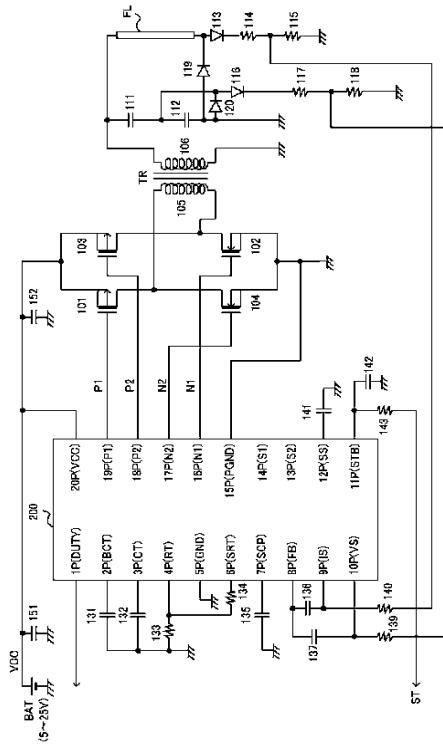 FL
111
112
119
113
114
115
116
120
117
118
TR
106
105
103
101
102
104
152
P1
P2
N2
N1
200
20P(VCC)
19P(P1)
18P(P2)
17P(N2)
16P(N1)
15P(PGND)
14P(S1)
13P(S2)
12P(SS)
11P(STB)
1P(DUTY)
2P(BCT)
3P(CT)
4P(RT)
5P(GND)
6P(SRT)
7P(SCP)
8P(FB)
9P(IS)
10P(VS)
141
142
143
VDC
151
BAT
(5~25V)
131
132
133
134
135
136
137
139
140
ST